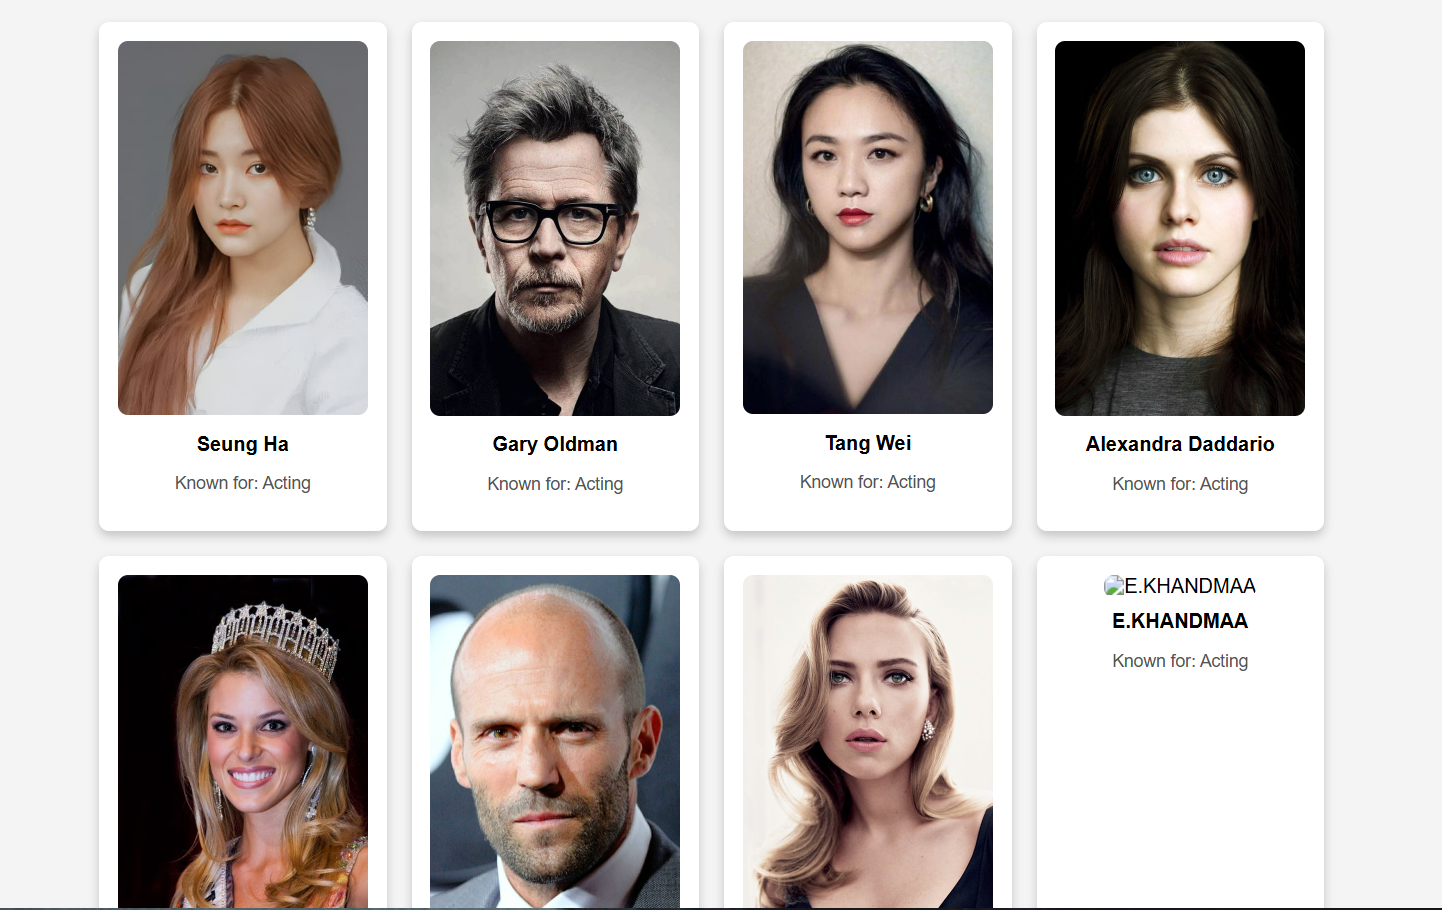 Seung Ha
Known for: Acting
Gary Oldman
Known for: Acting
Tang Wei
Known for: Acting
Alexandra Daddario
Known for: Acting
E.KHANDMAA
E.KHANDMAA
Known for: Acting